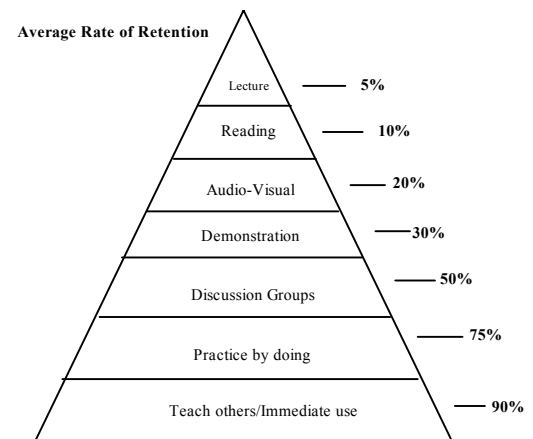 Average Rate of Retention
Lecture 5%
Reading 10%
Audio-Visual 20%
Demonstration 30%
Discussion Groups 50%
Practice by doing 75%
Teach others/Immediate use 90%